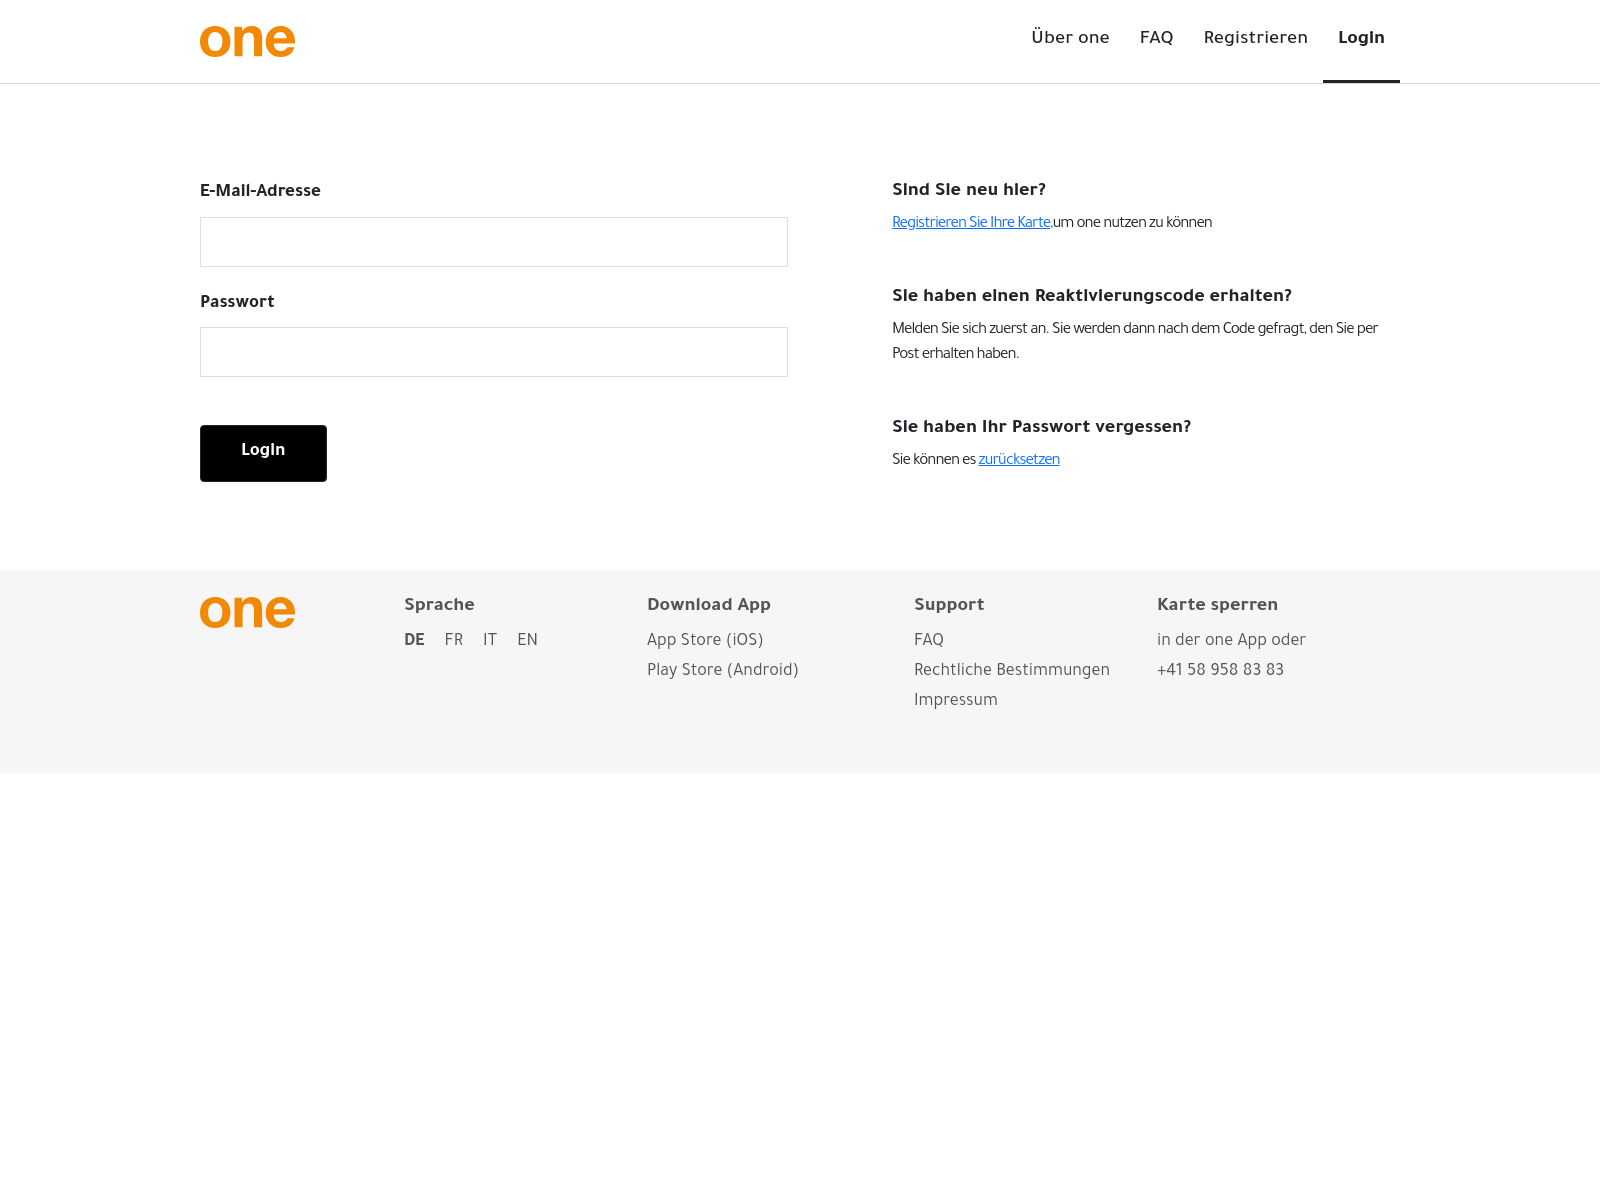 one
Über one FAQ Registrieren Login
E-Mail-Adresse
Passwort
Login
Sind Sie neu hier?
Registrieren Sie Ihre Karte,um one nutzen zu können
Sie haben einen Reaktivierungscode erhalten?
Melden Sie sich zuerst an. Sie werden dann nach dem Code gefragt, den Sie per
Post erhalten haben.
Sie haben Ihr Passwort vergessen?
Sie können es zurücksetzen
one
Sprache
DE FR IT EN
Download App
App Store (iOS)
Play Store (Android)
Support
FAQ
Rechtliche Bestimmungen
Impressum
Karte sperren
in der one App oder
+41 58 958 83 83